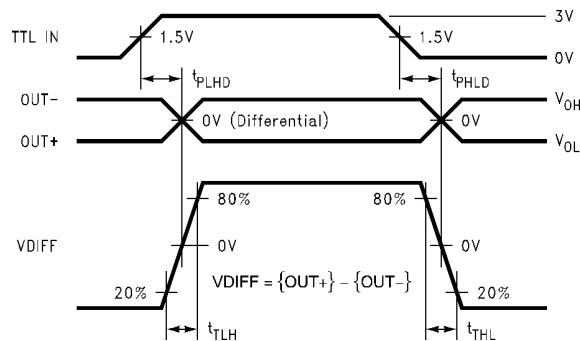 3V
TTL IN
1.5V
1.5V
0V
tPLHD
tPHLD
OUT-
VOH
0V (Differential)
0V
OUT+
VOL
80%
80%
VDIFF
0V
0V
20%
VDIFF = {OUT+} - {OUT-}
20%
tTLH
tTHL